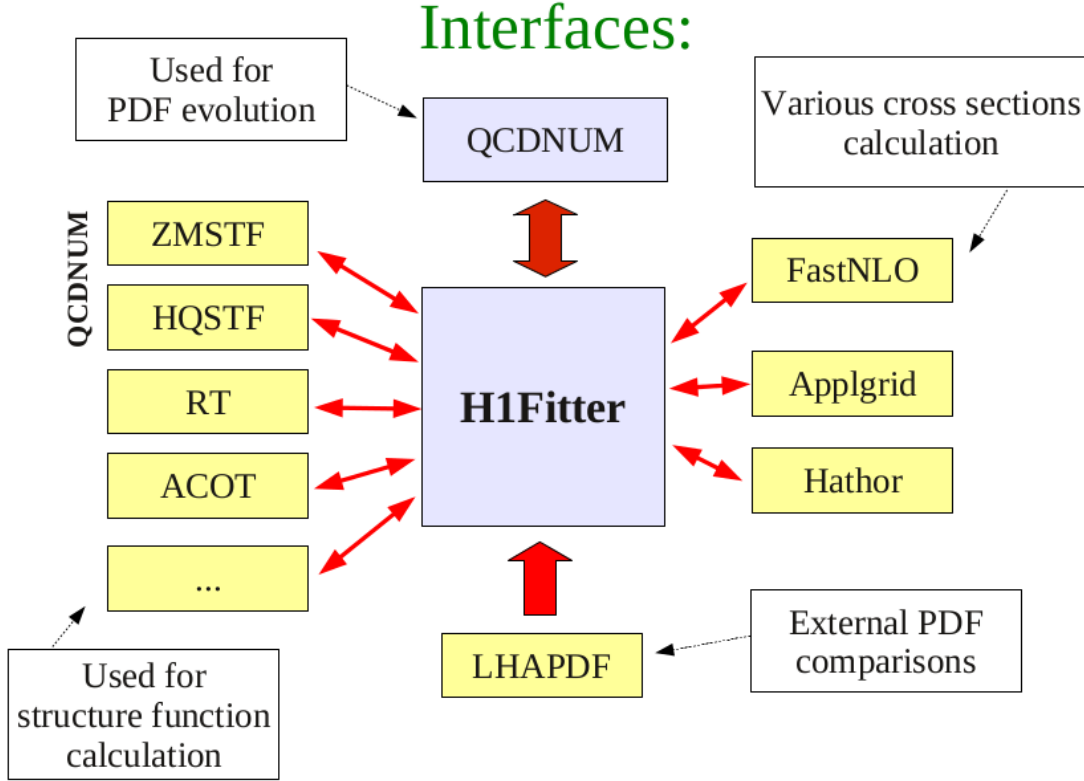 Interfaces:
Used for
PDF evolution
QCDNUM
Various cross sections
calculation
QCDNUM
ZMSTF
HQSTF
RT
ACOT
...
H1Fitter
FastNLO
Applgrid
Hathor
LHAPDF
External PDF
comparisons
Used for
structure function
calculation